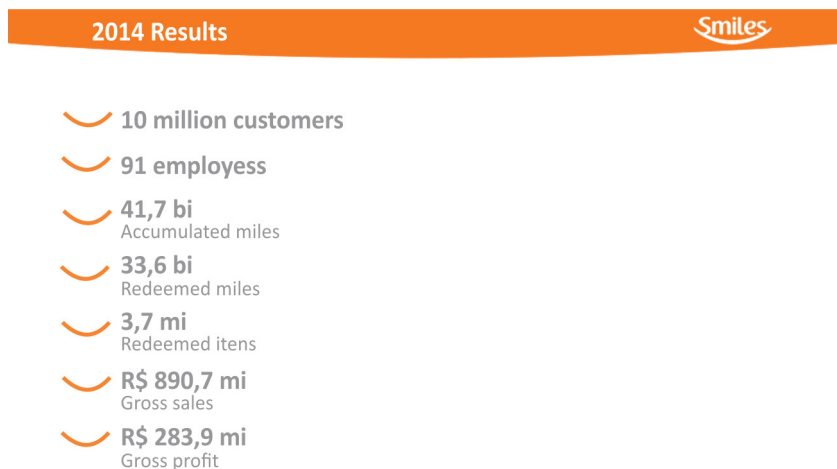 2014 Results
Smiles
10 million customers
91 employess
41,7 bi
Accumulated miles
33,6 bi
Redeemed miles
3,7 mi
Redeemed itens
R$ 890,7 mi
Gross sales
R$ 283,9 mi
Gross profit